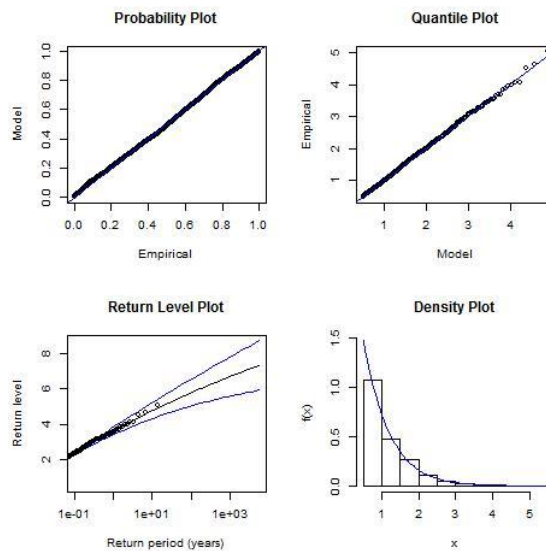 Probability Plot
Model
0.0 0.2 0.4 0.6 0.8 1.0
0.0 0.2 0.4 0.6 0.8 1.0
Empirical
Quantile Plot
Empirical
1 2 3 4 5
1 2 3 4
Model
Return Level Plot
Return level
2 4 6 8
1e-01 1e+01 1e+03
Return period (years)
Density Plot
f(x)
0.0 0.5 1.0 1.5
1 2 3 4 5
x